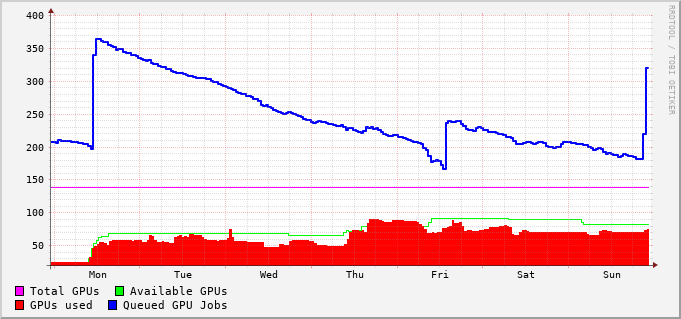 400
350
300
250
200
150
100
50
Mon Tue Wed Thu Fri Sat Sun
Total GPUs Available GPUs
GPUs used Queued GPU Jobs
RRDTOOL / TOBI OETIKER